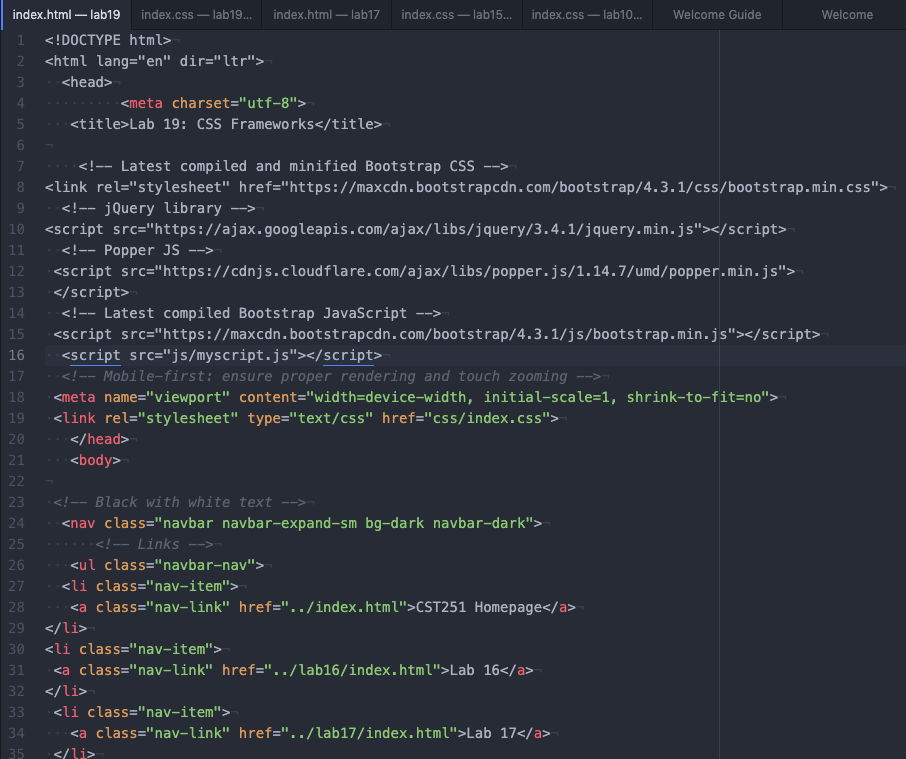 index.html — lab19 index.css — lab19... index.html — lab17 index.css — lab15... index.css — lab10... Welcome Guide Welcome
1 <!DOCTYPE html>
2 <html lang="en" dir="ltr">
3 <head>
4 <meta charset="utf-8">
5 <title>Lab 19: CSS Frameworks</title>
6
7 <!-- Latest compiled and minified Bootstrap CSS -->
8 <link rel="stylesheet" href="https://maxcdn.bootstrapcdn.com/bootstrap/4.3.1/css/bootstrap.min.css">
9 <!-- jQuery library -->
10 <script src="https://ajax.googleapis.com/ajax/libs/jquery/3.4.1/jquery.min.js"></script>
11 <!-- Popper JS -->
12 <script src="https://cdnjs.cloudflare.com/ajax/libs/popper.js/1.14.7/umd/popper.min.js">
13 </script>
14 <!-- Latest compiled Bootstrap JavaScript -->
15 <script src="https://maxcdn.bootstrapcdn.com/bootstrap/4.3.1/js/bootstrap.min.js"></script>
16 <script src="js/myscript.js"></script>
17 <!-- Mobile-first: ensure proper rendering and touch zooming -->
18 <meta name="viewport" content="width=device-width, initial-scale=1, shrink-to-fit=no">
19 <link rel="stylesheet" type="text/css" href="css/index.css">
20 </head>
21 <body>
22
23 <!-- Black with white text -->
24 <nav class="navbar navbar-expand-sm bg-dark navbar-dark">
25 <!-- Links -->
26 <ul class="navbar-nav">
27 <li class="nav-item">
28 <a class="nav-link" href="../index.html">CST251 Homepage</a>
29 </li>
30 <li class="nav-item">
31 <a class="nav-link" href="../lab16/index.html">Lab 16</a>
32 </li>
33 <li class="nav-item">
34 <a class="nav-link" href="../lab17/index.html">Lab 17</a>
35 </li>